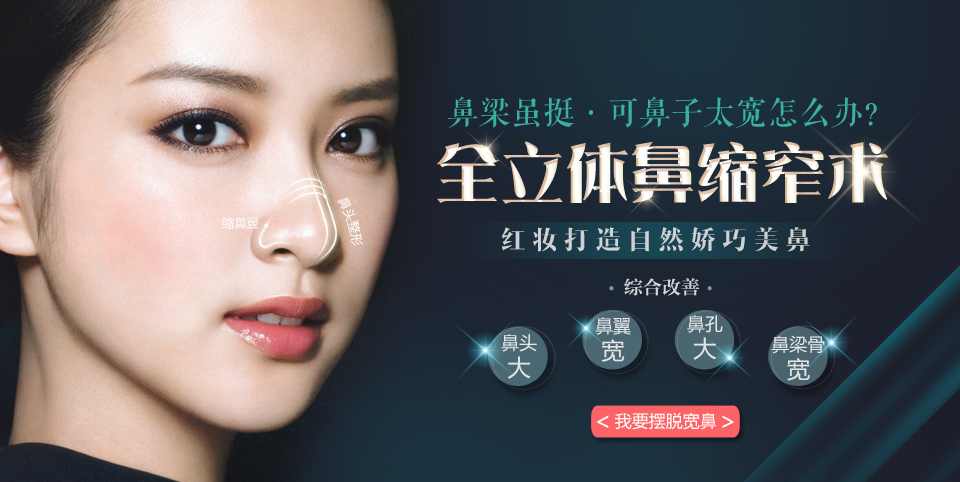 鼻梁虽挺·可鼻子太宽怎么办?
全立体鼻缩窄术
红妆打造自然娇巧美鼻
·综合改善·
鼻头
大
鼻翼
宽
鼻孔
大
鼻梁骨
宽
<我要摆脱宽鼻>
缩鼻翼
鼻头整形